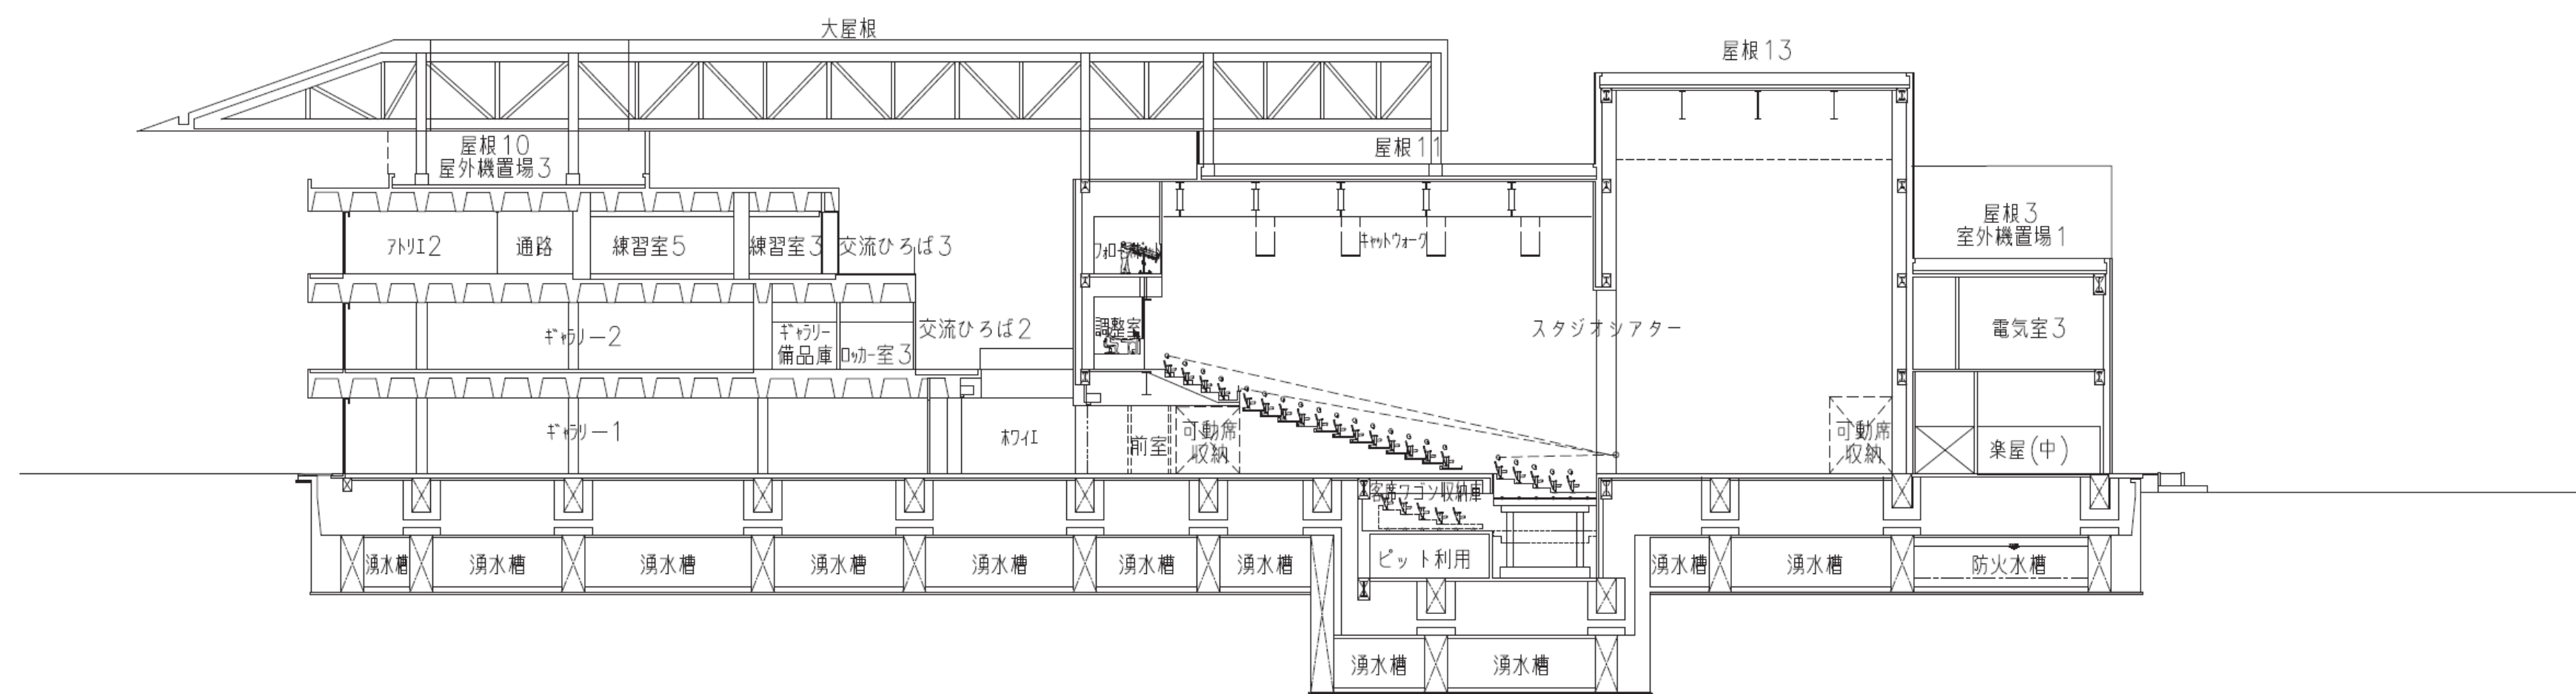 大屋根
屋根13
屋根10
屋外機置場3
屋根11
屋根3
室外機置場1
アトリエ2
通路
練習室5
練習室3
交流ひろば3
キャットウォーク
ギャラリー2
ギャラリー
備品庫
ロッカー室3
交流ひろば2
調整室
スタジオシアター
電気室3
ギャラリー1
ホワイエ
前室
可動席
収納
可動席
収納
楽屋(中)
客席ワゴン収納庫
湧水槽
湧水槽
湧水槽
湧水槽
湧水槽
湧水槽
湧水槽
ピット利用
湧水槽
湧水槽
防火水槽
湧水槽
湧水槽